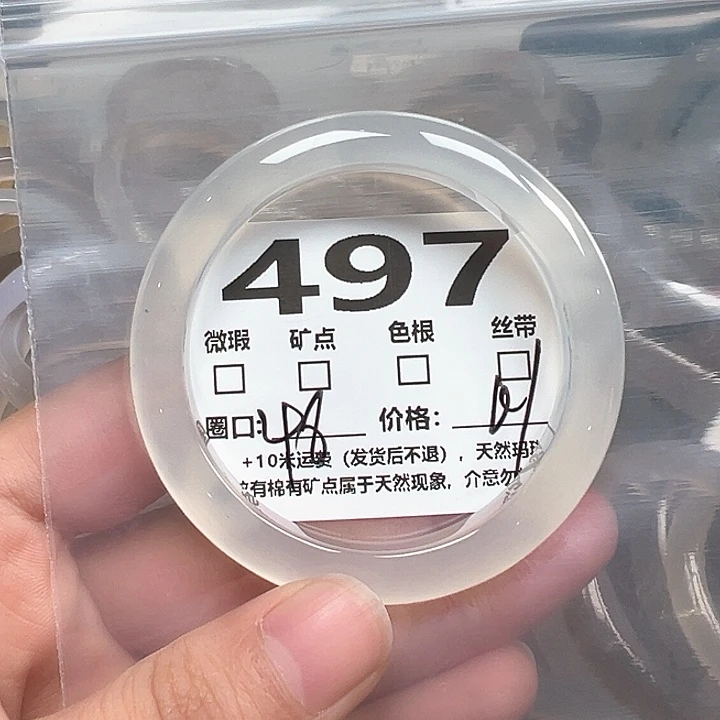 497
微瑕 矿点 色根 丝带
圈口: 价格:
+10米运费（发货后不退），天然玛
有棉有矿点属于天然现象，介意勿